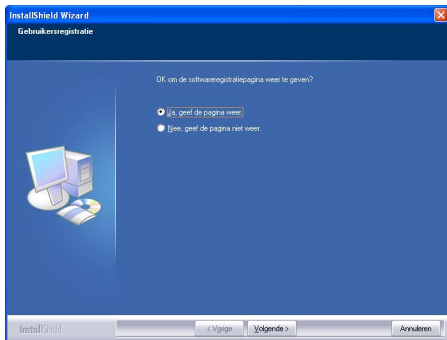 InstallShield Wizard
Gebruikersregistratie
OK om de softwareregistratiepagina weer te geven?
Ja, geef de pagina weer.
Nee, geef de pagina niet weer.
InstallShield
< Vorige
Volgende >
Annuleren